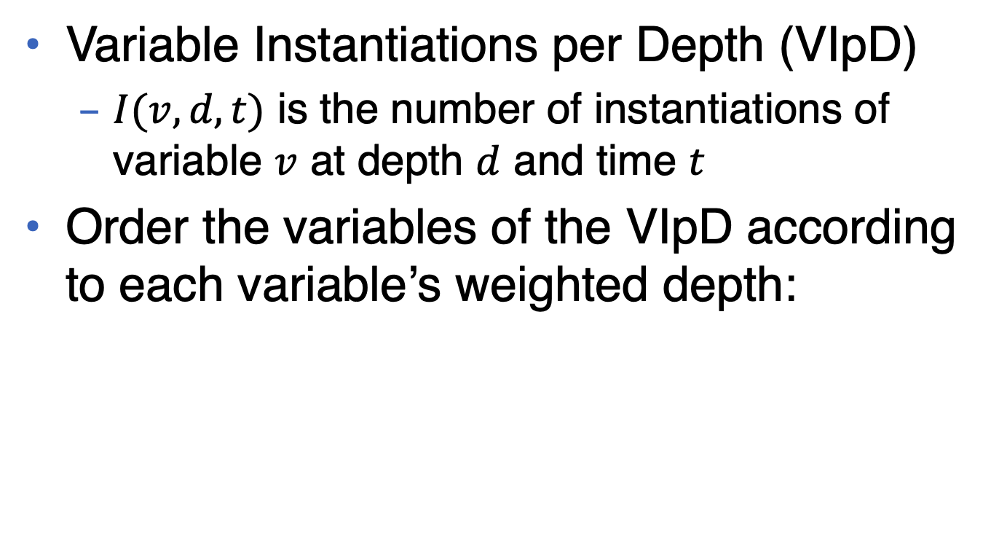 • Variable Instantiations per Depth (VIpD)
– I(v, d, t) is the number of instantiations of
variable v at depth d and time t
• Order the variables of the VIpD according
to each variable’s weighted depth: